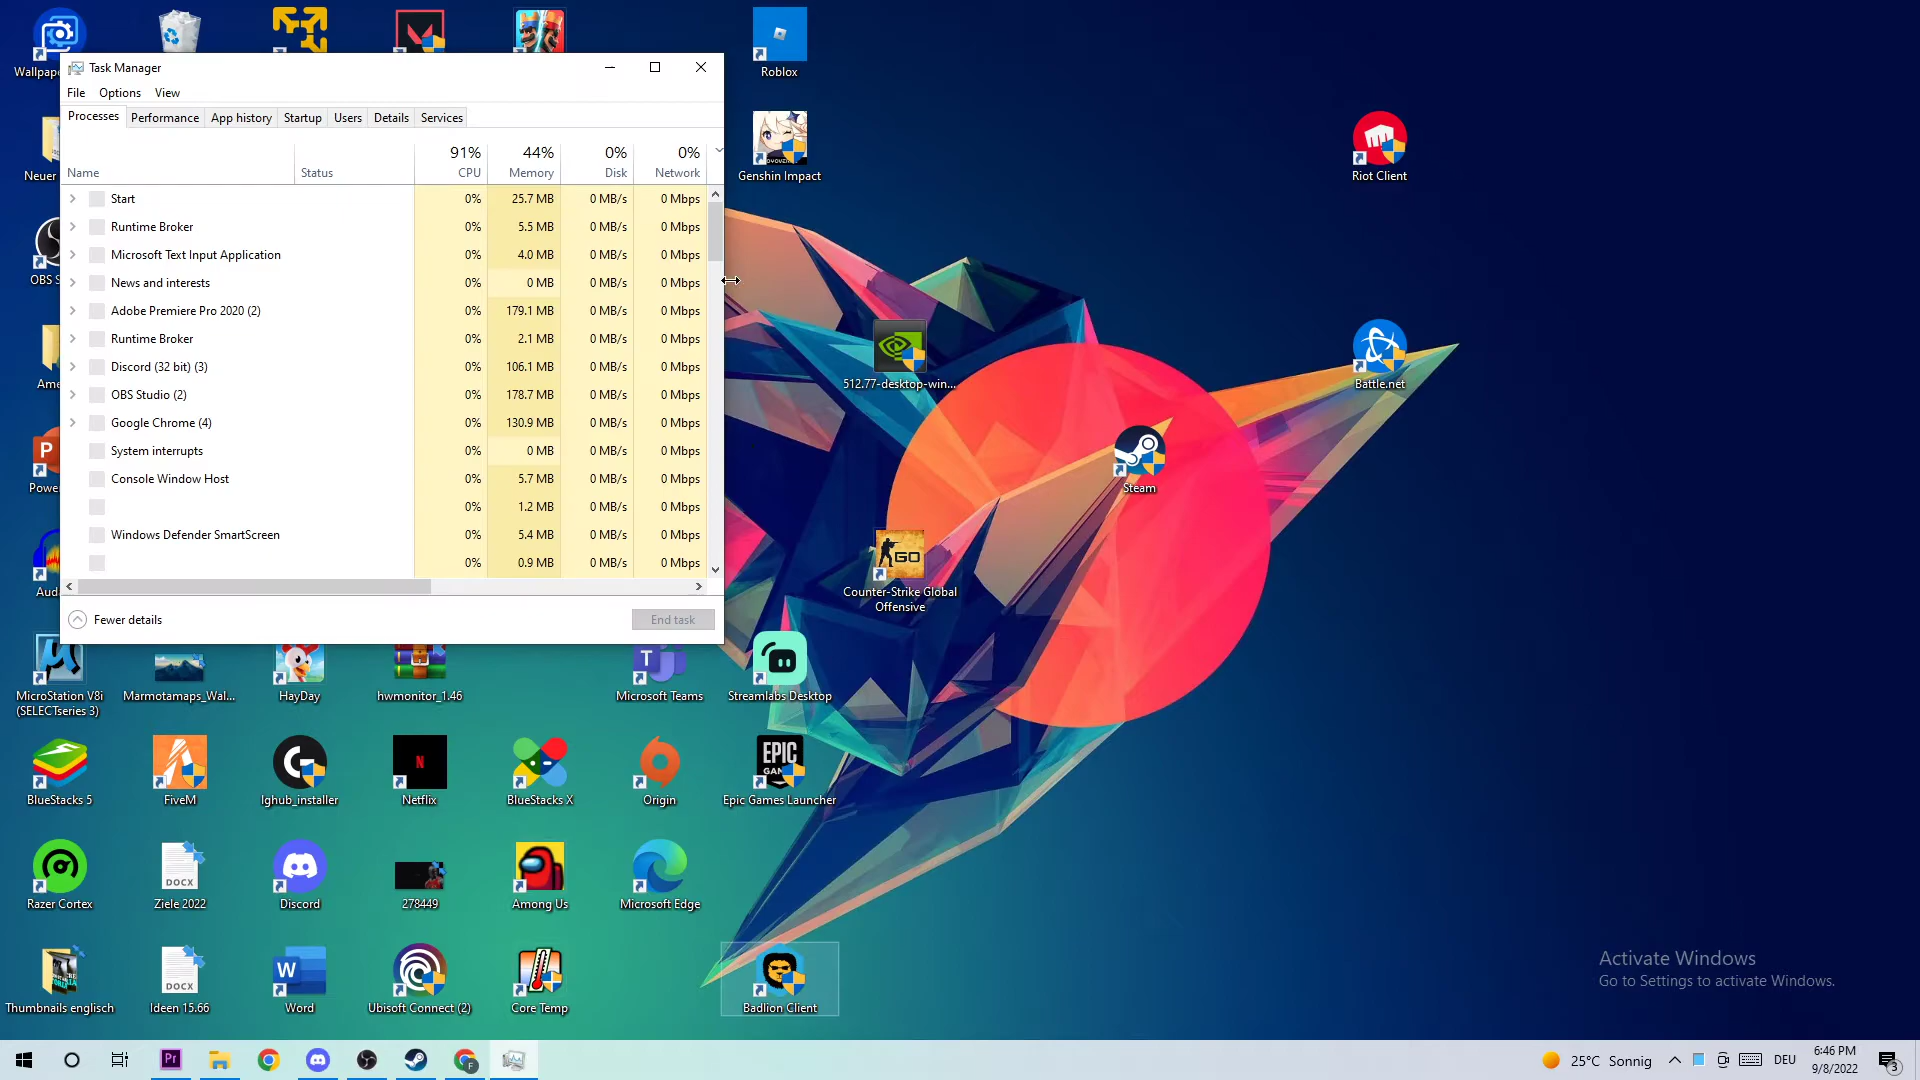 Wallpape
Roblox
Task Manager
File Options View
Processes Performance App history Startup Users Details Services
91% 44% 0% 0%
Name Status CPU Memory Disk Network
Start 0% 25.7 MB 0 MB/s 0 Mbps
Runtime Broker 0% 5.5 MB 0 MB/s 0 Mbps
Microsoft Text Input Application 0% 4.0 MB 0 MB/s 0 Mbps
News and interests 0% 0 MB 0 MB/s 0 Mbps
Adobe Premiere Pro 2020 (2) 0% 179.1 MB 0 MB/s 0 Mbps
Runtime Broker 0% 2.1 MB 0 MB/s 0 Mbps
Discord (32 bit) (3) 0% 106.1 MB 0 MB/s 0 Mbps
OBS Studio (2) 0% 178.7 MB 0 MB/s 0 Mbps
Google Chrome (4) 0% 130.9 MB 0 MB/s 0 Mbps
System interrupts 0% 0 MB 0 MB/s 0 Mbps
Console Window Host 0% 5.7 MB 0 MB/s 0 Mbps
0% 1.2 MB 0 MB/s 0 Mbps
Windows Defender SmartScreen 0% 5.4 MB 0 MB/s 0 Mbps
0% 0.9 MB 0 MB/s 0 Mbps
Fewer details End task
Neuer
OBS S
Ame
P
Power
Auda
Genshin Impact
Riot Client
512.77-desktop-win...
Battle.net
Steam
GO
Counter-Strike Global
Offensive
MicroStation V8i
(SELECTseries 3)
Marmotamaps_Wal...
HayDay
hwmonitor_1.46
T
Microsoft Teams
Streamlabs Desktop
BlueStacks 5
FiveM
G
lghub_installer
N
Netflix
BlueStacks X
Origin
EPIC
GAMES
Epic Games Launcher
Razer Cortex
DOCX
Ziele 2022
Discord
278449
Among Us
Microsoft Edge
Thumbnails englisch
DOCX
Ideen 15.66
W
Word
Ubisoft Connect (2)
Core Temp
Badlion Client
Activate Windows
Go to Settings to activate Windows.
Pr
F
25°C Sonnig
DEU
6:46 PM
9/8/2022
3